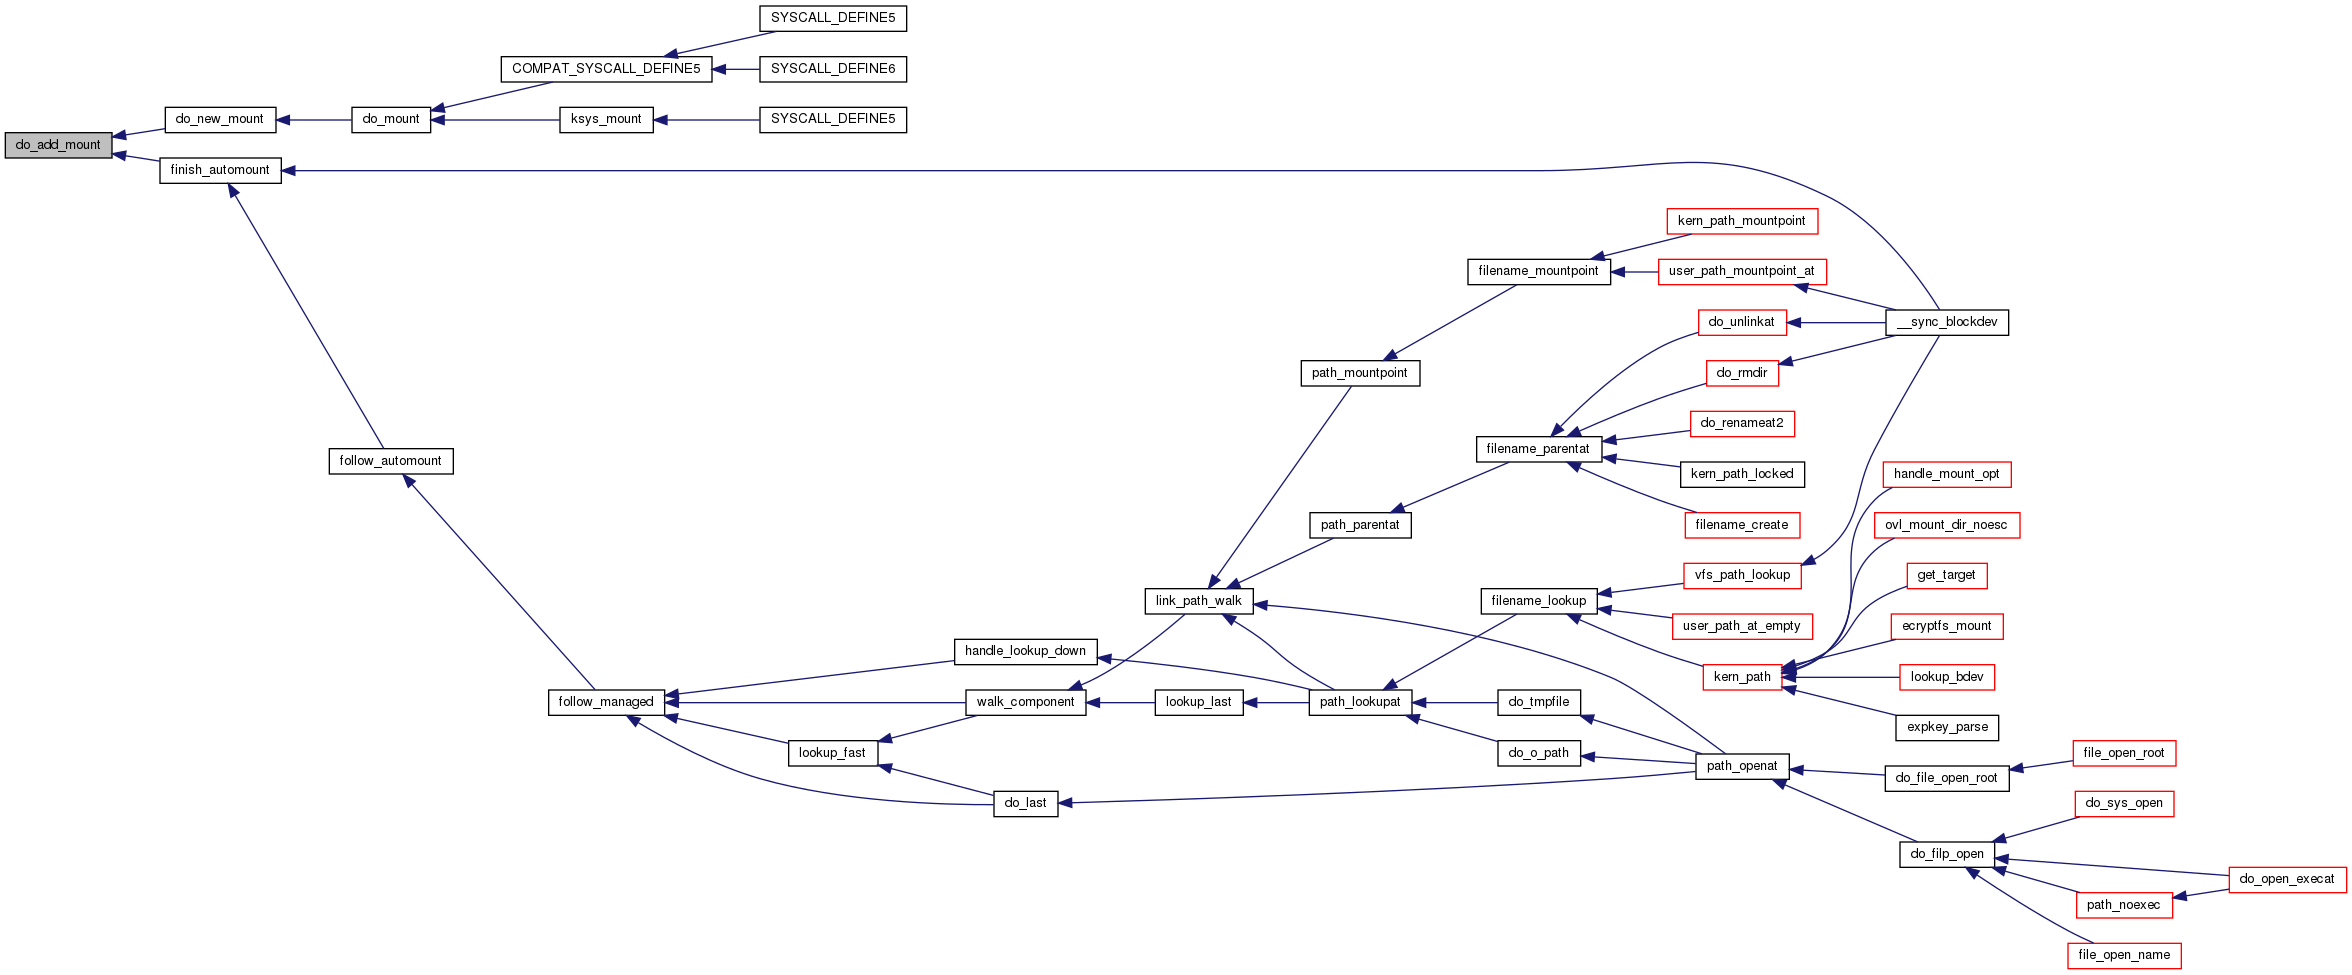 SYSCALL_DEFINE5
COMPAT_SYSCALL_DEFINE5
SYSCALL_DEFINE6
do_new_mount
do_mount
ksys_mount
SYSCALL_DEFINE5
do_add_mount
finish_automount
kern_path_mountpoint
filename_mountpoint
user_path_mountpoint_at
do_unlinkat
__sync_blockdev
path_mountpoint
do_rmdir
do_renameat2
filename_parentat
follow_automount
kern_path_locked
handle_mount_opt
path_parentat
filename_create
ovl_mount_dir_noesc
vfs_path_lookup
get_target
link_path_walk
filename_lookup
user_path_at_empty
ecryptfs_mount
handle_lookup_down
kern_path
lookup_bdev
follow_managed
walk_component
lookup_last
path_lookupat
do_tmpfile
expkey_parse
lookup_fast
do_o_path
path_openat
file_open_root
do_file_open_root
do_last
do_sys_open
do_filp_open
do_open_execat
path_noexec
file_open_name